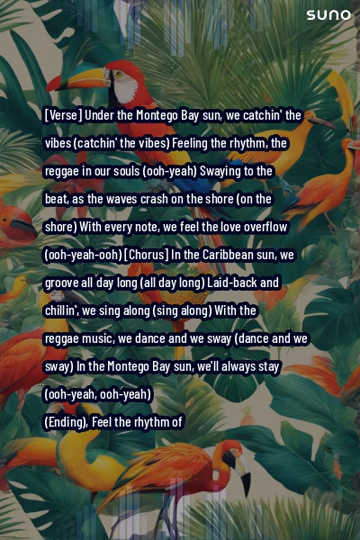 SUNO
[Verse] Under the Montego Bay sun, we catchin' the
vibes (catchin' the vibes) Feeling the rhythm, the
reggae in our souls (ooh-yeah) Swaying to the
beat, as the waves crash on the shore (on the
shore) With every note, we feel the love overflow
(ooh-yeah-ooh) [Chorus] In the Caribbean sun, we
groove all day long (all day long) Laid-back and
chillin', we sing along (sing along) With the
reggae music, we dance and we sway (dance and we
sway) In the Montego Bay sun, we'll always stay
(ooh-yeah, ooh-yeah)
(Ending), Feel the rhythm of